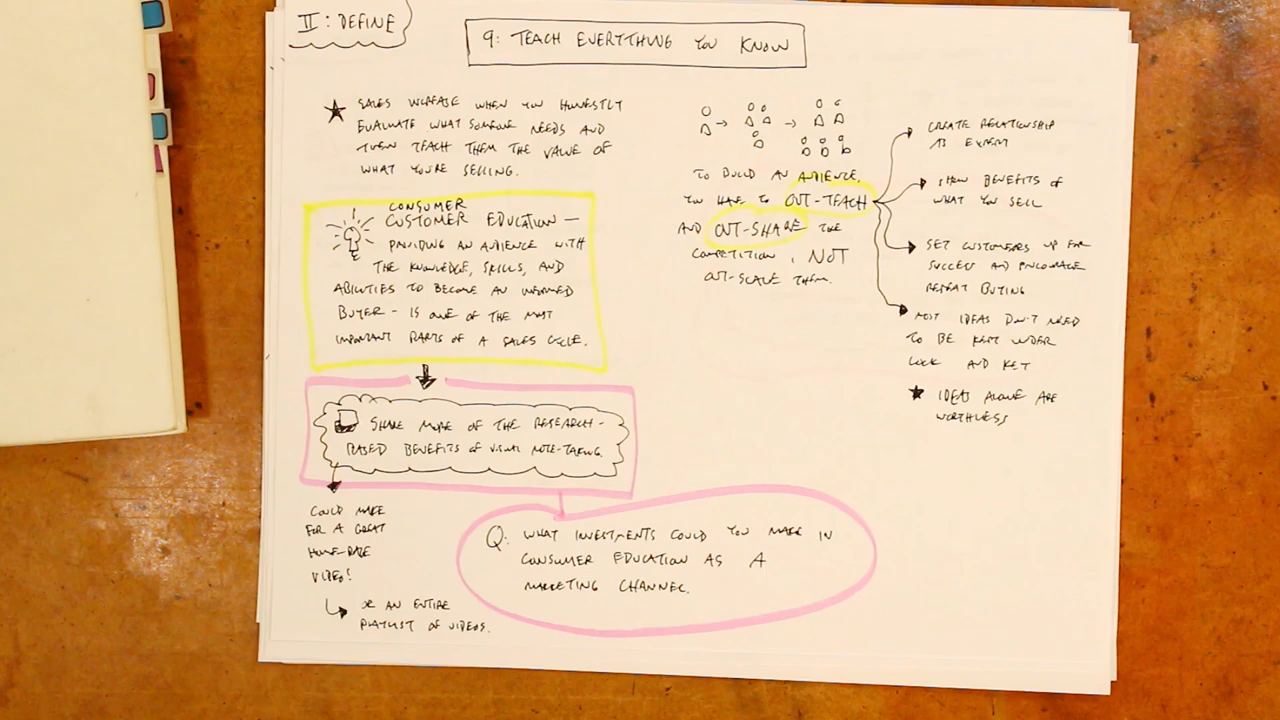 II: DEFINE
9: TEACH EVERYTHING YOU KNOW
SALES INCREASE WHEN YOU HONESTLY
EVALUATE WHAT SOMEONE NEEDS AND
THEN TEACH THEM THE VALUE OF
WHAT YOU'RE SELLING.
CONSUMER
CUSTOMER EDUCATION —
PROVIDING AN AUDIENCE WITH
THE KNOWLEDGE, SKILLS, AND
ABILITIES TO BECOME AN INFORMED
BUYER - IS ONE OF THE MOST
IMPORTANT PARTS OF A SALES CYCLE.
SHARE MORE OF THE RESEARCH-
BASED BENEFITS OF VISUAL NOTE-TAKING.
COULD MAKE
FOR A GREAT
HOME-PAGE
VIDEO!
OR AN ENTIRE
PLAYLIST OF VIDEOS.
Q: WHAT INVESTMENTS COULD YOU MAKE IN
CONSUMER EDUCATION AS A
MARKETING CHANNEL.
TO BUILD AN AUDIENCE,
YOU HAVE TO OUT-TEACH
AND OUT-SHARE THE
COMPETITION, NOT
OUT-SCALE THEM.
CREATE RELATIONSHIP
AS EXPERT
SHOW BENEFITS OF
WHAT YOU SELL
SET CUSTOMERS UP FOR
SUCCESS AND ENCOURAGE
REPEAT BUYING
MOST IDEAS DON'T NEED
TO BE KEPT UNDER
LOCK AND KEY
IDEAS ALONE ARE
WORTHLESS